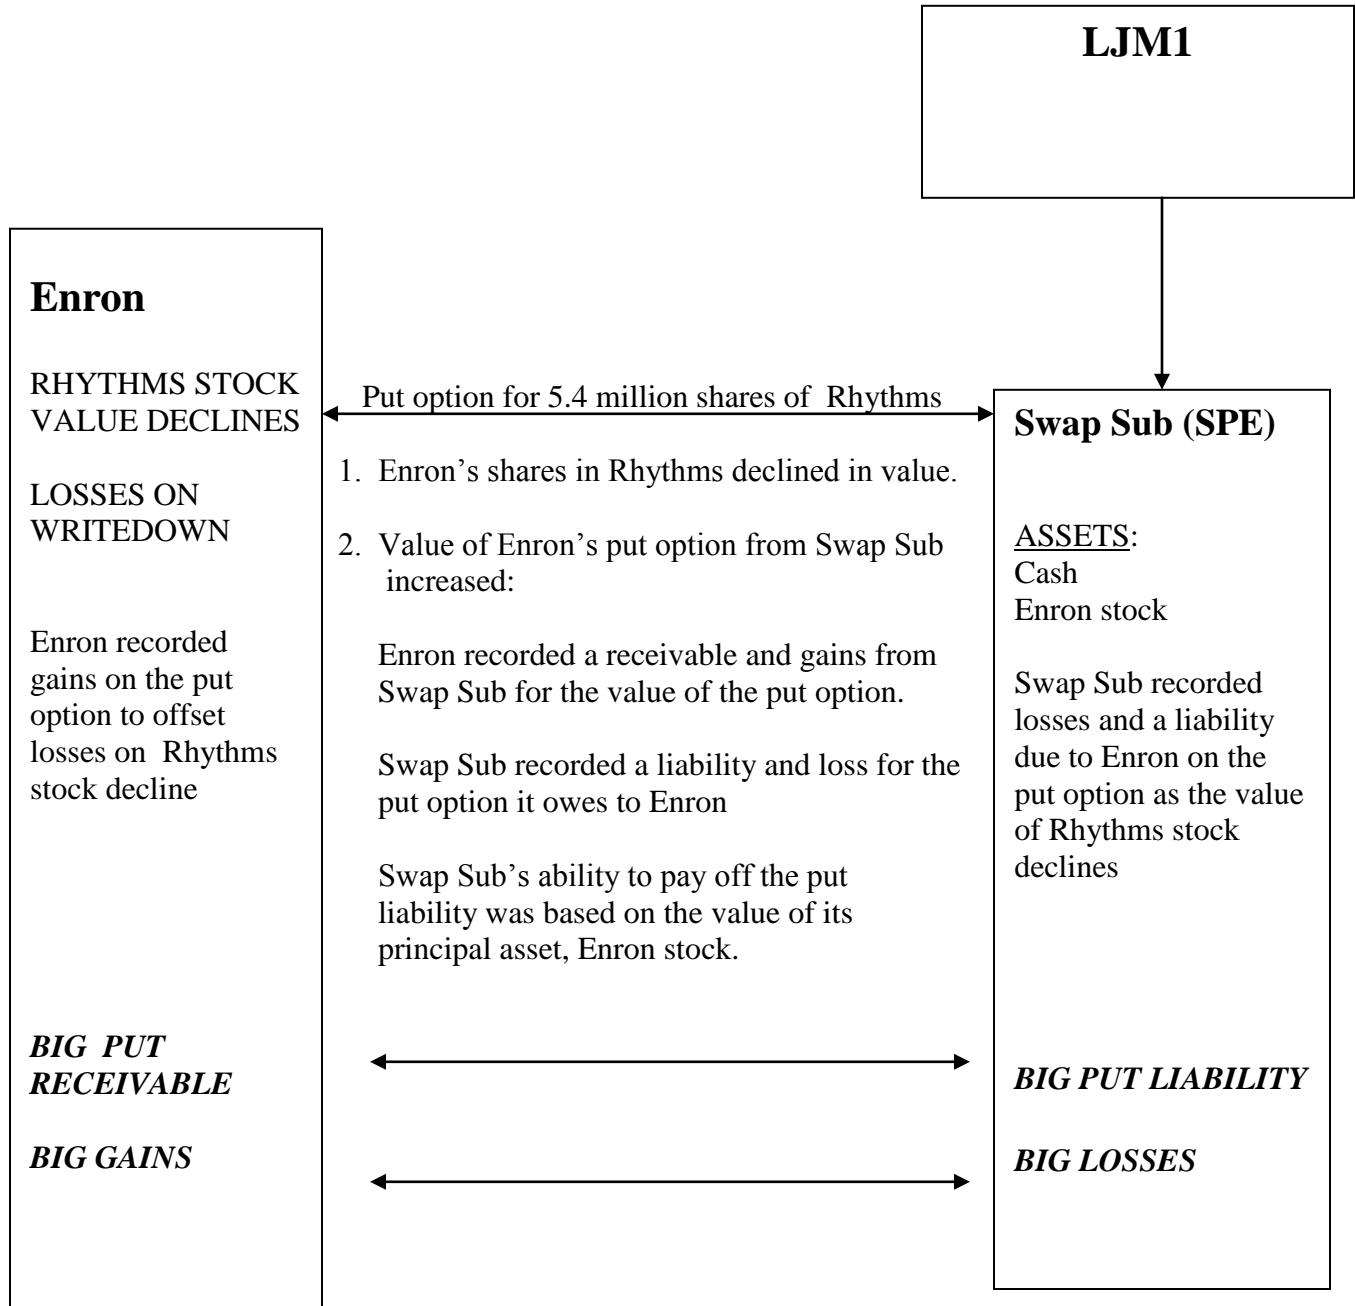 LJM1
Enron
RHYTHMS STOCK
VALUE DECLINES
LOSSES ON
WRITEDOWN
Enron recorded
gains on the put
option to offset
losses on Rhythms
stock decline
BIG PUT
RECEIVABLE
BIG GAINS
Put option for 5.4 million shares of Rhythms
1. Enron’s shares in Rhythms declined in value.
2. Value of Enron’s put option from Swap Sub
increased:
Enron recorded a receivable and gains from
Swap Sub for the value of the put option.
Swap Sub recorded a liability and loss for the
put option it owes to Enron
Swap Sub’s ability to pay off the put
liability was based on the value of its
principal asset, Enron stock.
Swap Sub (SPE)
ASSETS:
Cash
Enron stock
Swap Sub recorded
losses and a liability
due to Enron on the
put option as the value
of Rhythms stock
declines
BIG PUT LIABILITY
BIG LOSSES